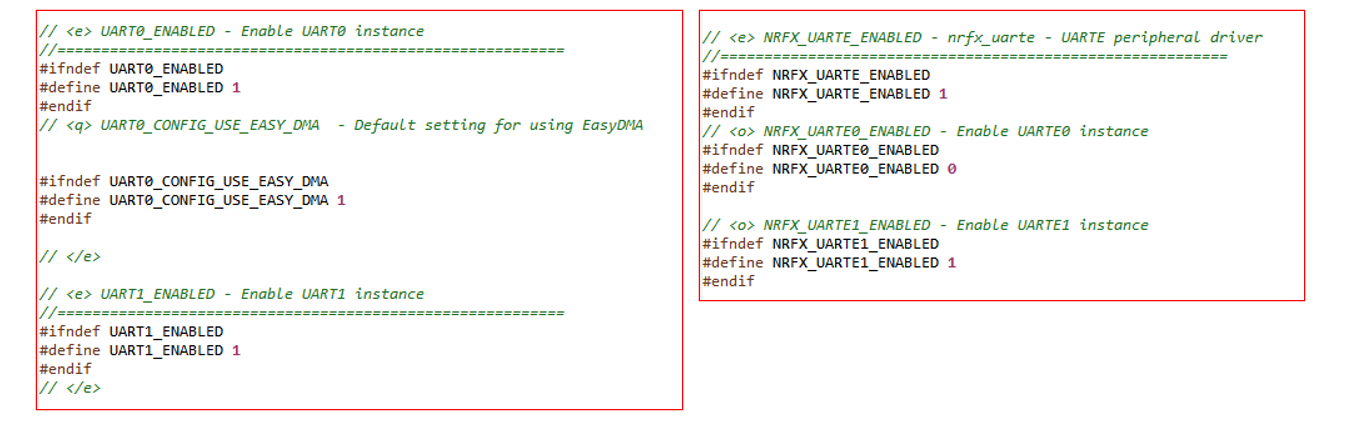 // <e> UART0_ENABLED - Enable UART0 instance
//==========================================================
#ifndef UART0_ENABLED
#define UART0_ENABLED 1
#endif
// <q> UART0_CONFIG_USE_EASY_DMA  - Default setting for using EasyDMA
#ifndef UART0_CONFIG_USE_EASY_DMA
#define UART0_CONFIG_USE_EASY_DMA 1
#endif
// </e>
// <e> UART1_ENABLED - Enable UART1 instance
//==========================================================
#ifndef UART1_ENABLED
#define UART1_ENABLED 1
#endif
// </e>
// <e> NRFX_UARTE_ENABLED - nrfx_uarte - UARTE peripheral driver
//==========================================================
#ifndef NRFX_UARTE_ENABLED
#define NRFX_UARTE_ENABLED 1
#endif
// <o> NRFX_UARTE0_ENABLED - Enable UARTE0 instance
#ifndef NRFX_UARTE0_ENABLED
#define NRFX_UARTE0_ENABLED 0
#endif
// <o> NRFX_UARTE1_ENABLED - Enable UARTE1 instance
#ifndef NRFX_UARTE1_ENABLED
#define NRFX_UARTE1_ENABLED 1
#endif